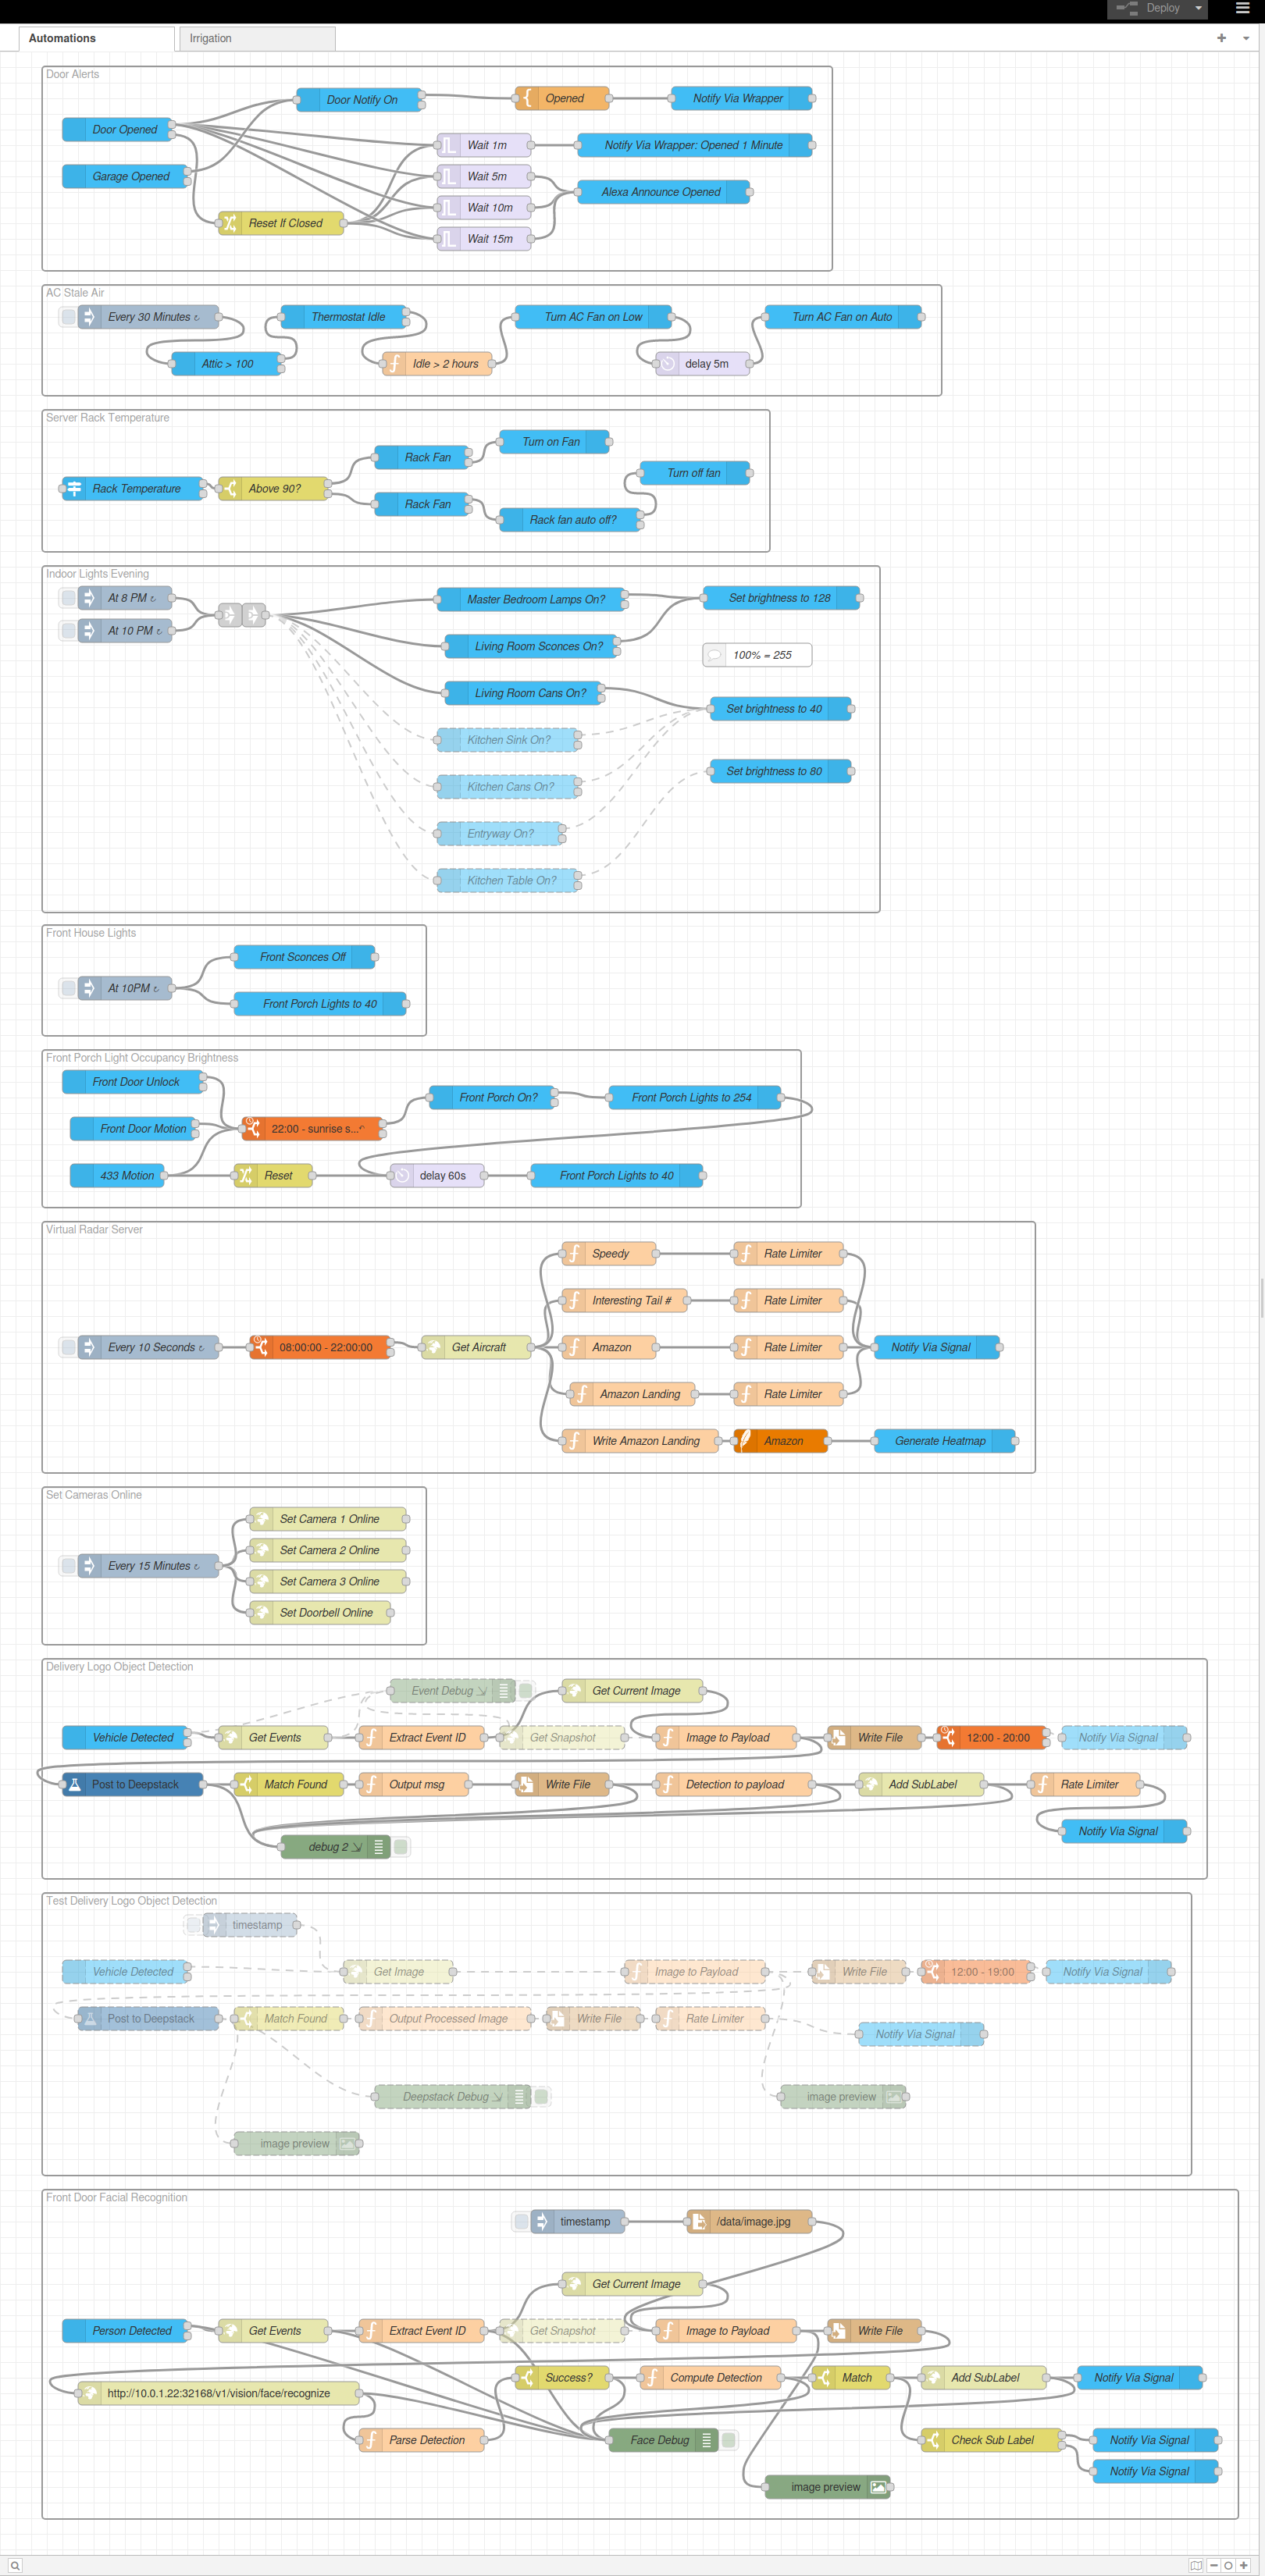 Deploy
Automations
Irrigation
Door Alerts
Door Notify On
Opened
Notify Via Wrapper
Door Opened
Wait 1m
Notify Via Wrapper: Opened 1 Minute
Garage Opened
Wait 5m
Alexa Announce Opened
Wait 10m
Reset If Closed
Wait 15m
AC Stale Air
Every 30 Minutes ↻
Thermostat Idle
Turn AC Fan on Low
Turn AC Fan on Auto
Attic > 100
Idle > 2 hours
delay 5m
Server Rack Temperature
Turn on Fan
Rack Fan
Turn off fan
Rack Temperature
Above 90?
Rack Fan
Rack fan auto off?
Indoor Lights Evening
At 8 PM ↻
Master Bedroom Lamps On?
Set brightness to 128
At 10 PM ↻
Living Room Sconces On?
100% = 255
Living Room Cans On?
Set brightness to 40
Kitchen Sink On?
Set brightness to 80
Kitchen Cans On?
Entryway On?
Kitchen Table On?
Front House Lights
Front Sconces Off
At 10PM ↻
Front Porch Lights to 40
Front Porch Light Occupancy Brightness
Front Door Unlock
Front Porch On?
Front Porch Lights to 254
Front Door Motion
22:00 - sunrise s...
433 Motion
Reset
delay 60s
Front Porch Lights to 40
Virtual Radar Server
Speedy
Rate Limiter
Interesting Tail #
Rate Limiter
Every 10 Seconds ↻
08:00:00 - 22:00:00
Get Aircraft
Amazon
Rate Limiter
Notify Via Signal
Amazon Landing
Rate Limiter
Write Amazon Landing
Amazon
Generate Heatmap
Set Cameras Online
Set Camera 1 Online
Set Camera 2 Online
Every 15 Minutes ↻
Set Camera 3 Online
Set Doorbell Online
Delivery Logo Object Detection
Event Debug
Get Current Image
Vehicle Detected
Get Events
Extract Event ID
Get Snapshot
Image to Payload
Write File
12:00 - 20:00
Notify Via Signal
Post to Deepstack
Match Found
Output msg
Write File
Detection to payload
Add SubLabel
Rate Limiter
Notify Via Signal
debug 2
Test Delivery Logo Object Detection
timestamp
Vehicle Detected
Get Image
Image to Payload
Write File
12:00 - 19:00
Notify Via Signal
Post to Deepstack
Match Found
Output Processed Image
Write File
Rate Limiter
Notify Via Signal
Deepstack Debug
image preview
image preview
Front Door Facial Recognition
timestamp
/data/image.jpg
Get Current Image
Person Detected
Get Events
Extract Event ID
Get Snapshot
Image to Payload
Write File
Success?
Compute Detection
Match
Add SubLabel
Notify Via Signal
http://10.0.1.22:32168/v1/vision/face/recognize
Parse Detection
Face Debug
Check Sub Label
Notify Via Signal
Notify Via Signal
image preview